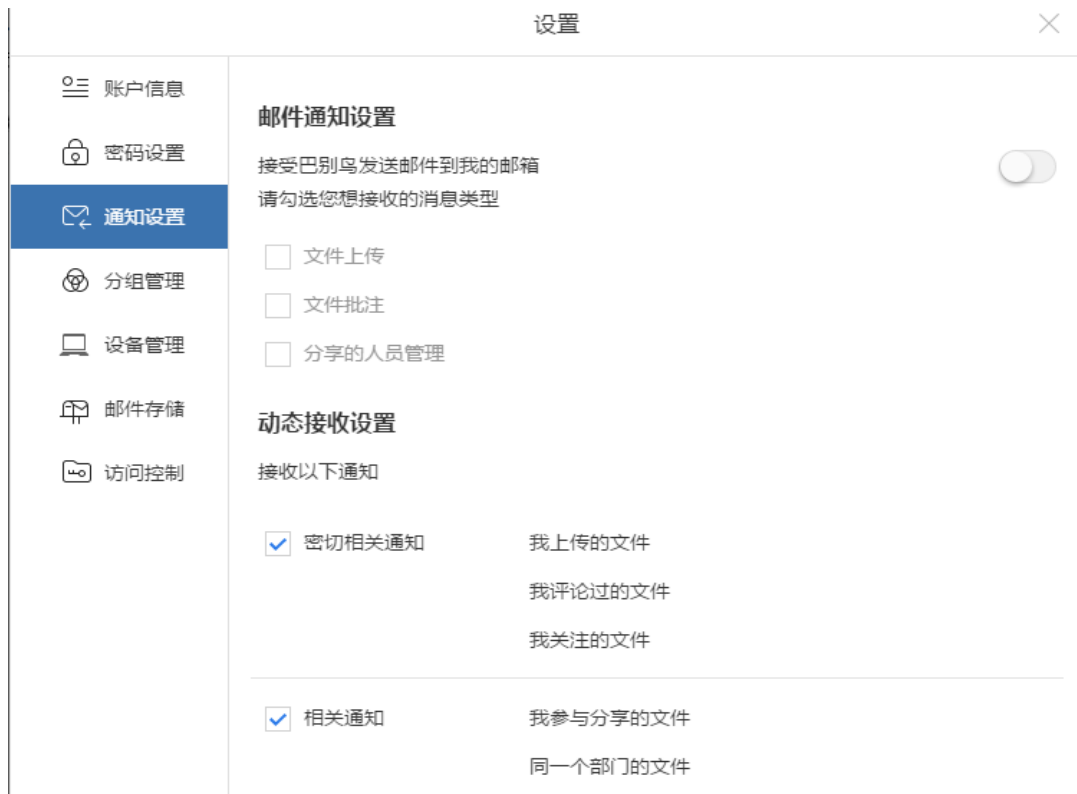 设置
账户信息
密码设置
通知设置
分组管理
设备管理
邮件存储
访问控制
邮件通知设置
接受巴别鸟发送邮件到我的邮箱
请勾选您想接收的消息类型
文件上传
文件批注
分享的人员管理
动态接收设置
接收以下通知
密切相关通知 我上传的文件
我评论过的文件
我关注的文件
相关通知 我参与分享的文件
同一个部门的文件